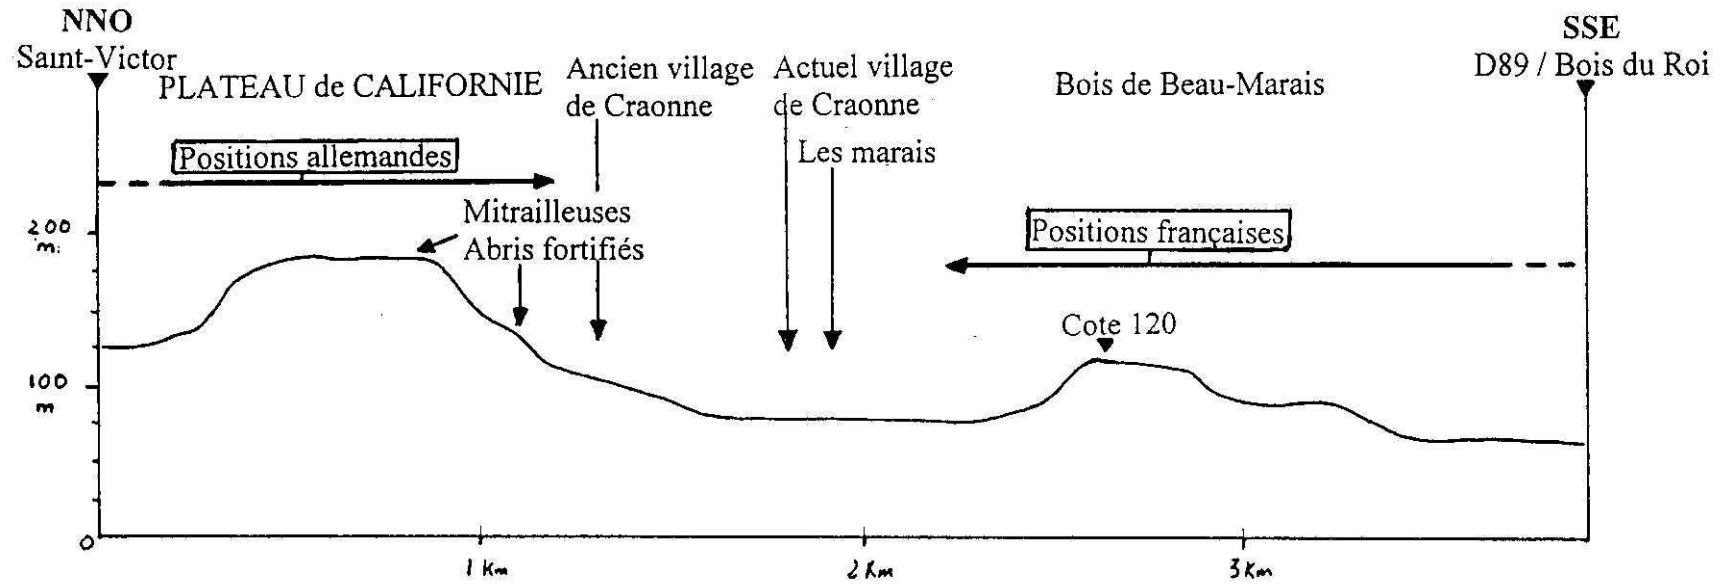 NNO
Saint-Victor
SSE
D89 / Bois du Roi
PLATEAU de CALIFORNIE
Ancien village
de Craonne
Actuel village
de Craonne
Bois de Beau-Marais
Les marais
Positions allemandes
Mitrailleuses
Abris fortifiés
Positions françaises
Cote 120
200
m
100
m
0
1 Km
2 Km
3 Km